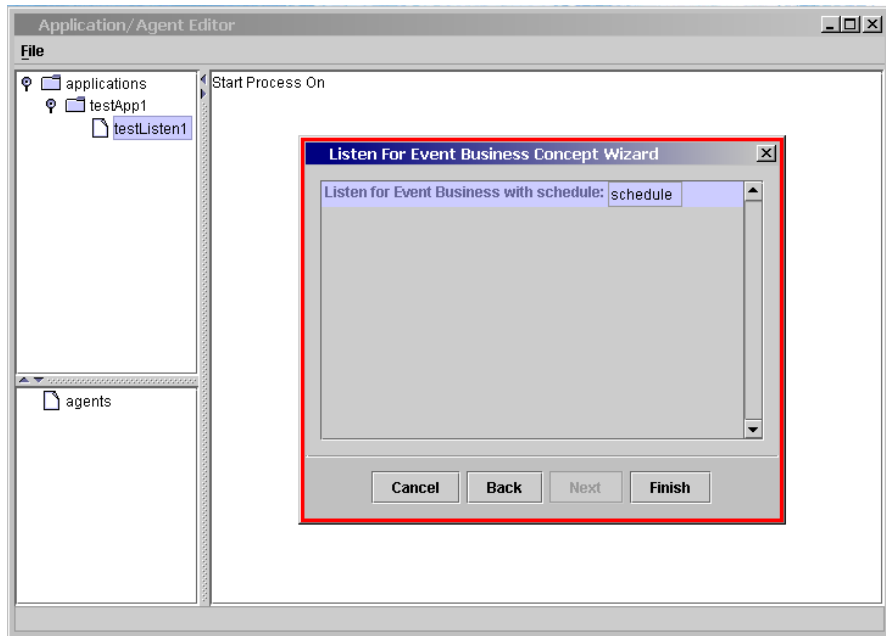 Application/Agent Editor
File
applications
testApp1
testListen1
agents
Start Process On
Listen For Event Business Concept Wizard
Listen for Event Business with schedule: schedule
Cancel Back Next Finish